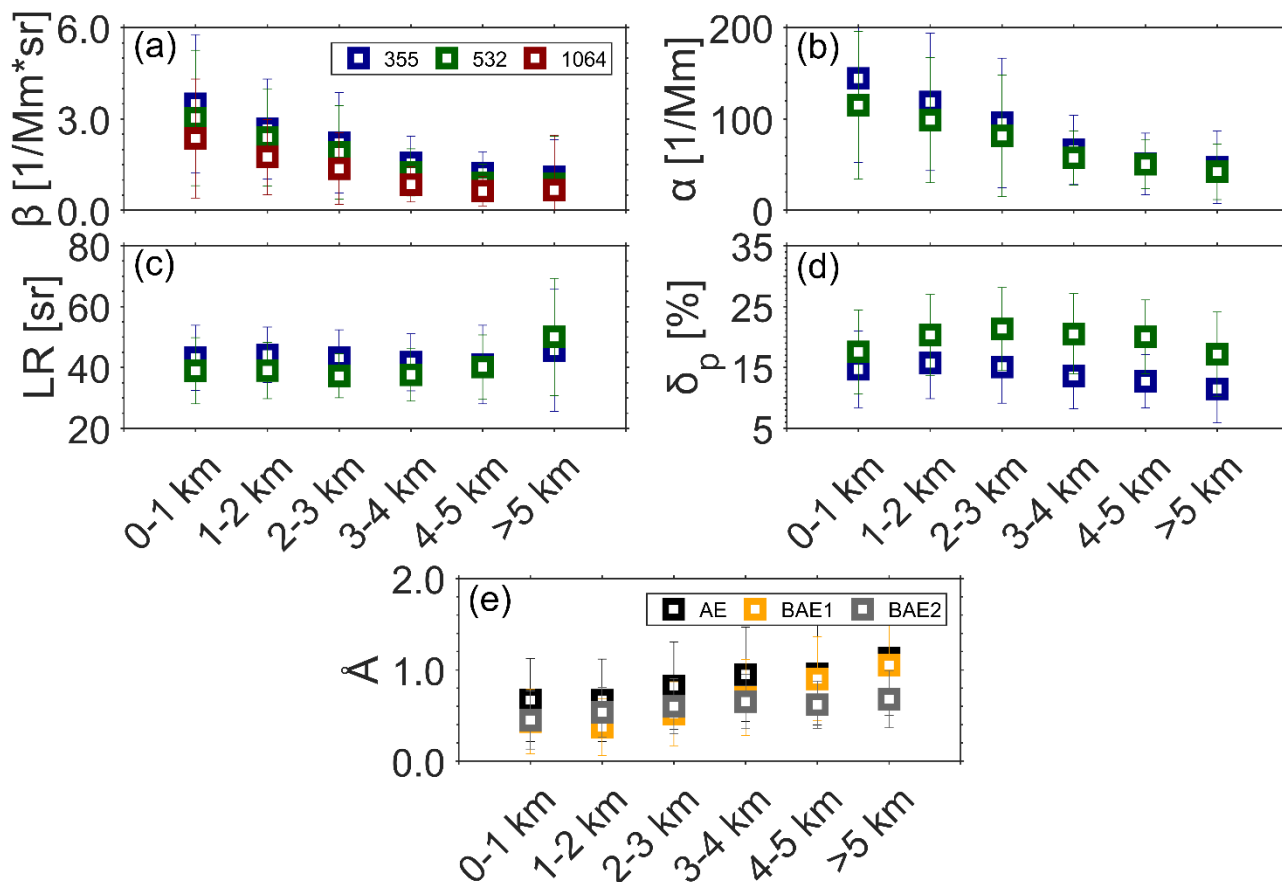 (a)
355 532 1064
β [1/Mm*sr]
6.0
3.0
0.0
(b)
α [1/Mm]
200
100
0
(c)
LR [sr]
80
60
40
20
(d)
δp [%]
35
25
15
5
0-1 km
1-2 km
2-3 km
3-4 km
4-5 km
>5 km
0-1 km
1-2 km
2-3 km
3-4 km
4-5 km
>5 km
(e)
AE BAE1 BAE2
Å
2.0
1.0
0.0
0-1 km
1-2 km
2-3 km
3-4 km
4-5 km
>5 km